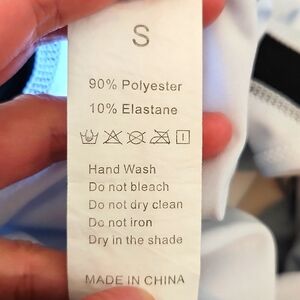 S
90% Polyester
10% Elastane
Hand Wash
Do not bleach
Do not dry clean
Do not iron
Dry in the shade
MADE IN CHINA